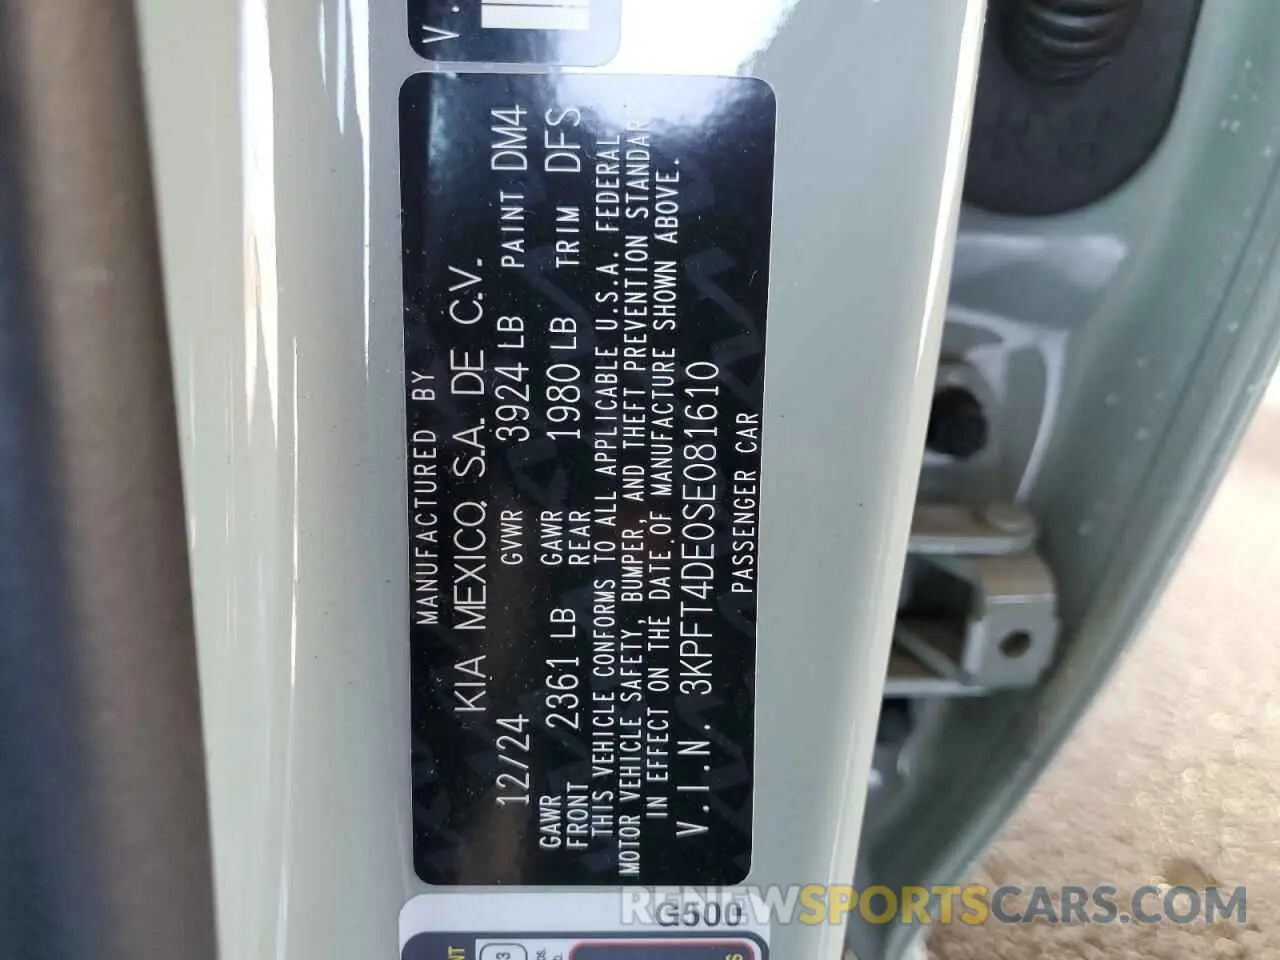 V.
MANUFACTURED BY
KIA MEXICO, S.A. DE C.V.
12/24 GVWR 3924 LB PAINT DM4
GAWR FRONT 2361 LB GAWR REAR 1980 LB TRIM DFS
THIS VEHICLE CONFORMS TO ALL APPLICABLE U.S.A. FEDERAL
MOTOR VEHICLE SAFETY, BUMPER, AND THEFT PREVENTION STANDAR
IN EFFECT ON THE DATE OF MANUFACTURE SHOWN ABOVE.
V.I.N. 3KPFT4DE0SE081610
PASSENGER CAR
G500
RENEWSPORTSCARS.COM